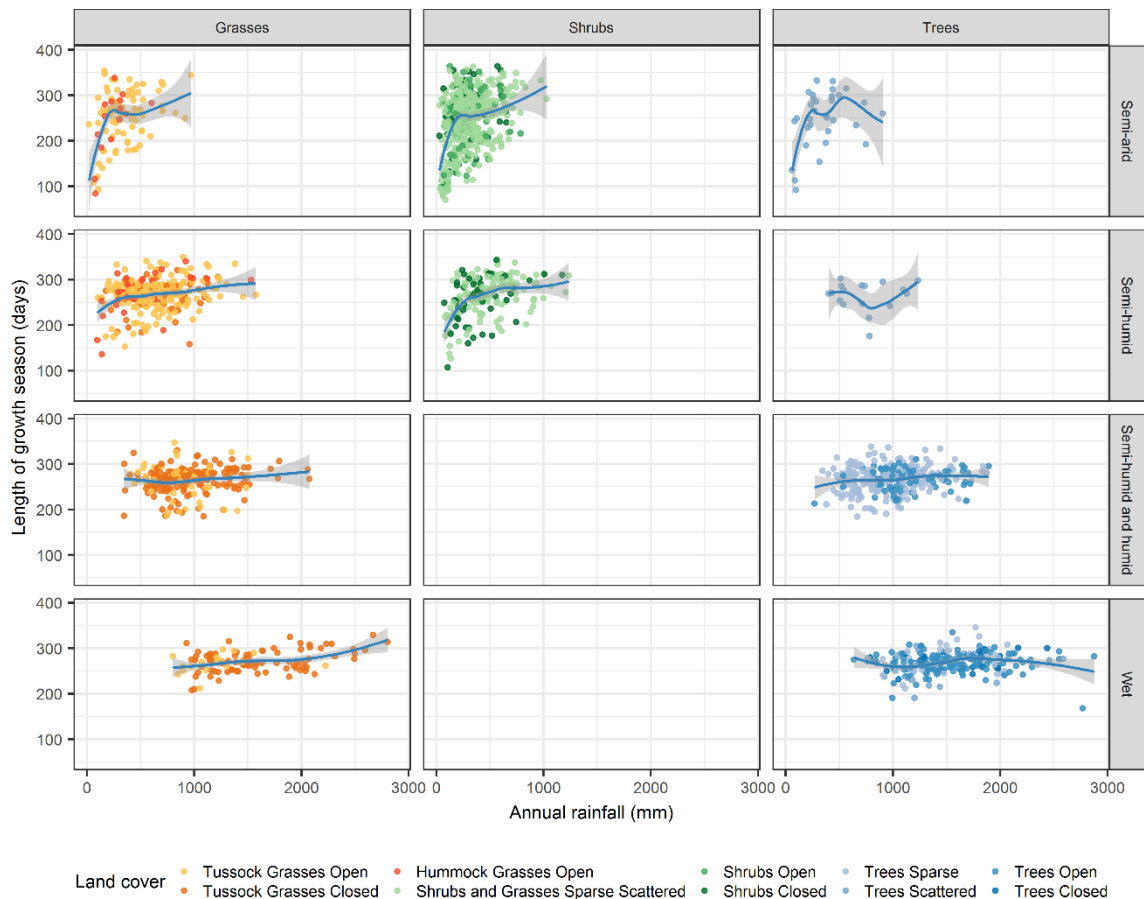 Grasses Shrubs Trees
400
300
200
100
Semi-arid
400
300
200
100
Semi-humid
400
300
200
100
Semi-humid and humid
400
300
200
100
Wet
Length of growth season (days)
0 1000 2000 3000 0 1000 2000 3000 0 1000 2000 3000
Annual rainfall (mm)
Land cover
Tussock Grasses Open Hummock Grasses Open Shrubs Open Trees Sparse Trees Open
Tussock Grasses Closed Shrubs and Grasses Sparse Scattered Shrubs Closed Trees Scattered Trees Closed